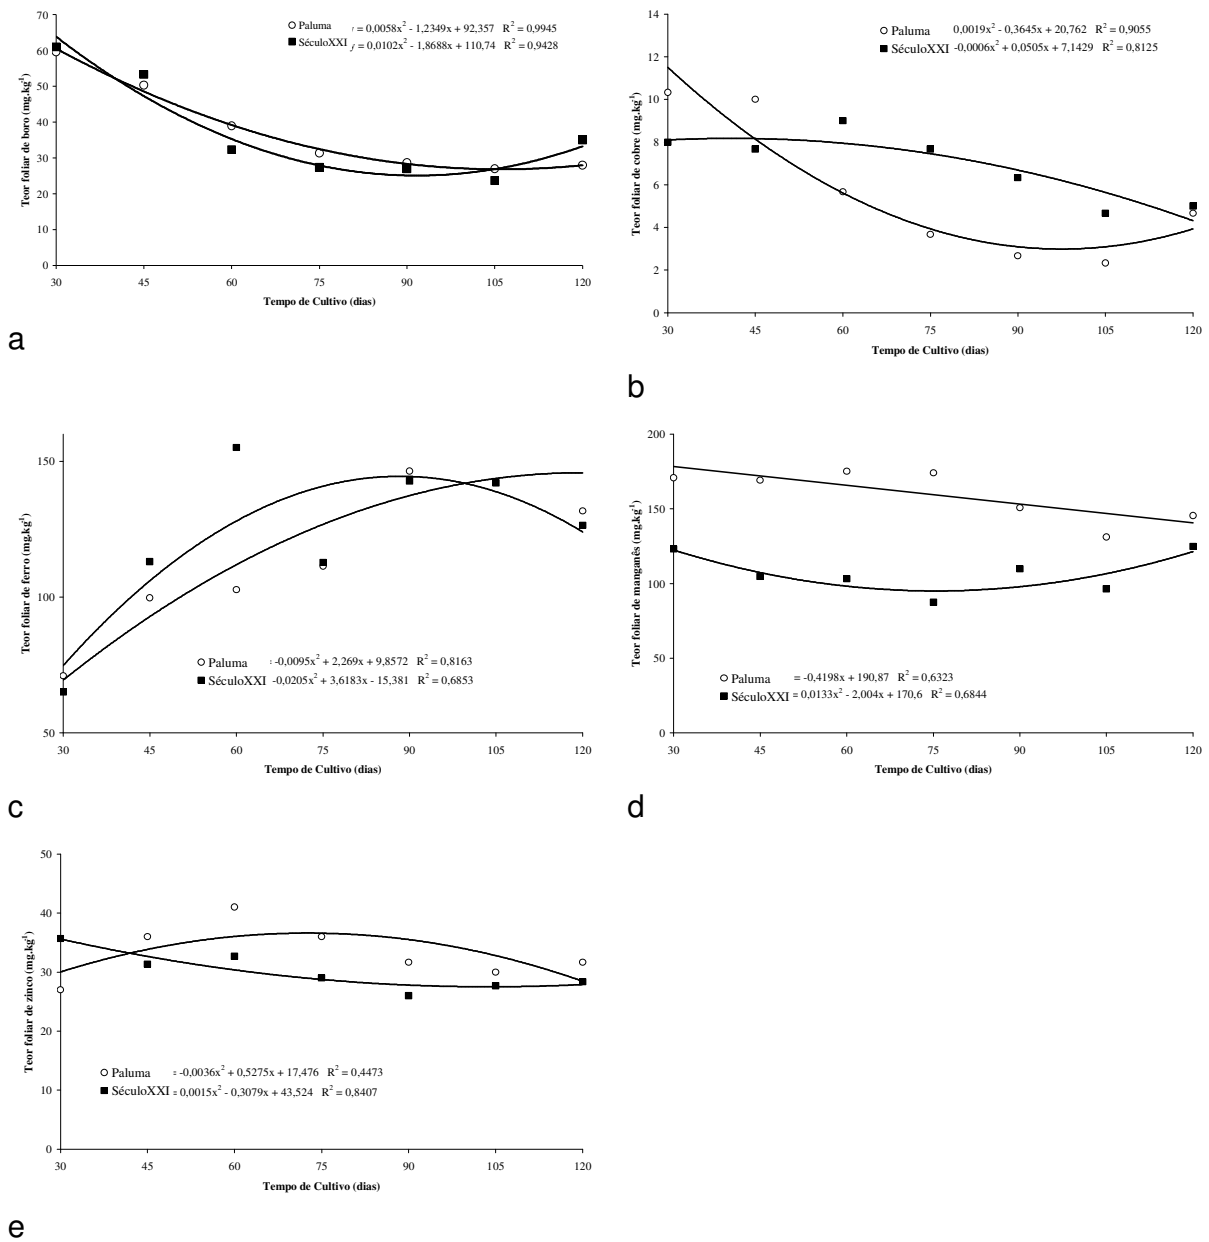 70
60
50
40
30
20
10
0
Teor foliar de boro (mg.kg-1)
Paluma = 0,0058x2 - 1,2349x + 92,357 R2 = 0,9945
SéculoXXI = 0,0102x2 - 1,8688x + 110,74 R2 = 0,9428
30 45 60 75 90 105 120
Tempo de Cultivo (dias)
a
14
12
10
8
6
4
2
0
Teor foliar de cobre (mg.kg-1)
Paluma 0,0019x2 - 0,3645x + 20,762 R2 = 0,9055
SéculoXXI -0,0006x2 + 0,0505x + 7,1429 R2 = 0,8125
30 45 60 75 90 105 120
Tempo de Cultivo (dias)
b
150
100
50
Teor foliar de ferro (mg.kg-1)
Paluma = -0,0095x2 + 2,269x + 9,8572 R2 = 0,8163
SéculoXXI -0,0205x2 + 3,6183x - 15,381 R2 = 0,6853
30 45 60 75 90 105 120
Tempo de Cultivo (dias)
c
200
150
100
50
0
Teor foliar de manganês (mg.kg-1)
Paluma = -0,4198x + 190,87 R2 = 0,6323
SéculoXXI = 0,0133x2 - 2,004x + 170,6 R2 = 0,6844
30 45 60 75 90 105 120
Tempo de Cultivo (dias)
d
50
40
30
20
10
0
Teor foliar de zinco (mg.kg-1)
Paluma = -0,0036x2 + 0,5275x + 17,476 R2 = 0,4473
SéculoXXI = 0,0015x2 - 0,3079x + 43,524 R2 = 0,8407
30 45 60 75 90 105 120
Tempo de Cultivo (dias)
e